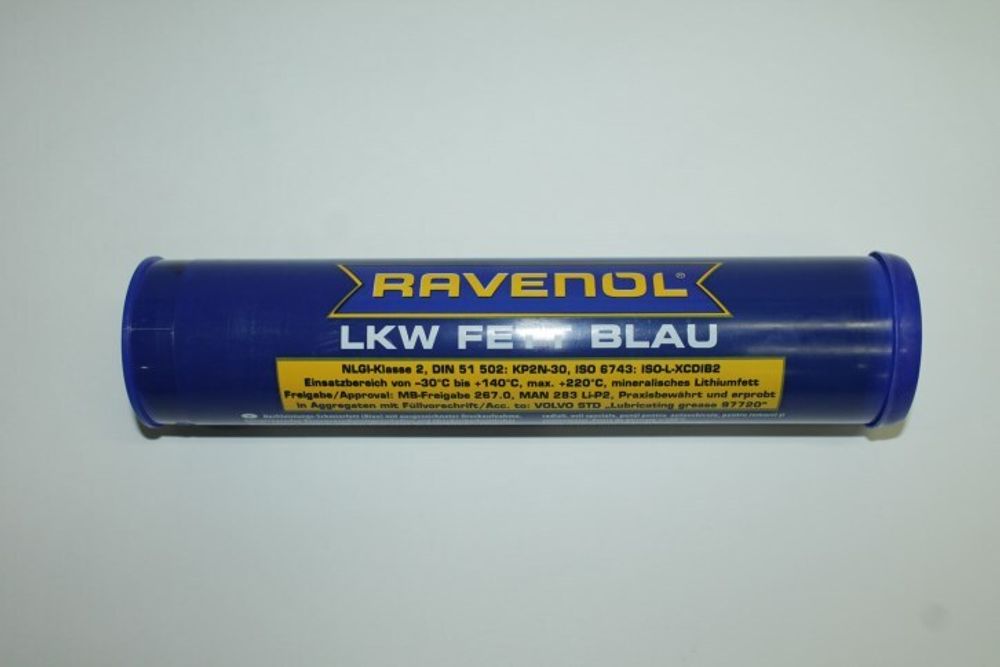 RAVENOL®
LKW FETT BLAU
NLGI-Klasse 2, DIN 51 502: KP2N-30, ISO 6743: ISO-L-XCDIB2
Einsatzbereich von -30°C bis +140°C, max. +220°C, mineralisches Lithiumfett
Freigabe/Approval: MB-Freigabe 267.0, MAN 283 Li-P2, Praxisbewährt und erprobt
in Aggregaten mit Füllvorschrift/Acc. to: VOLVO STD „Lubricating grease 97720"